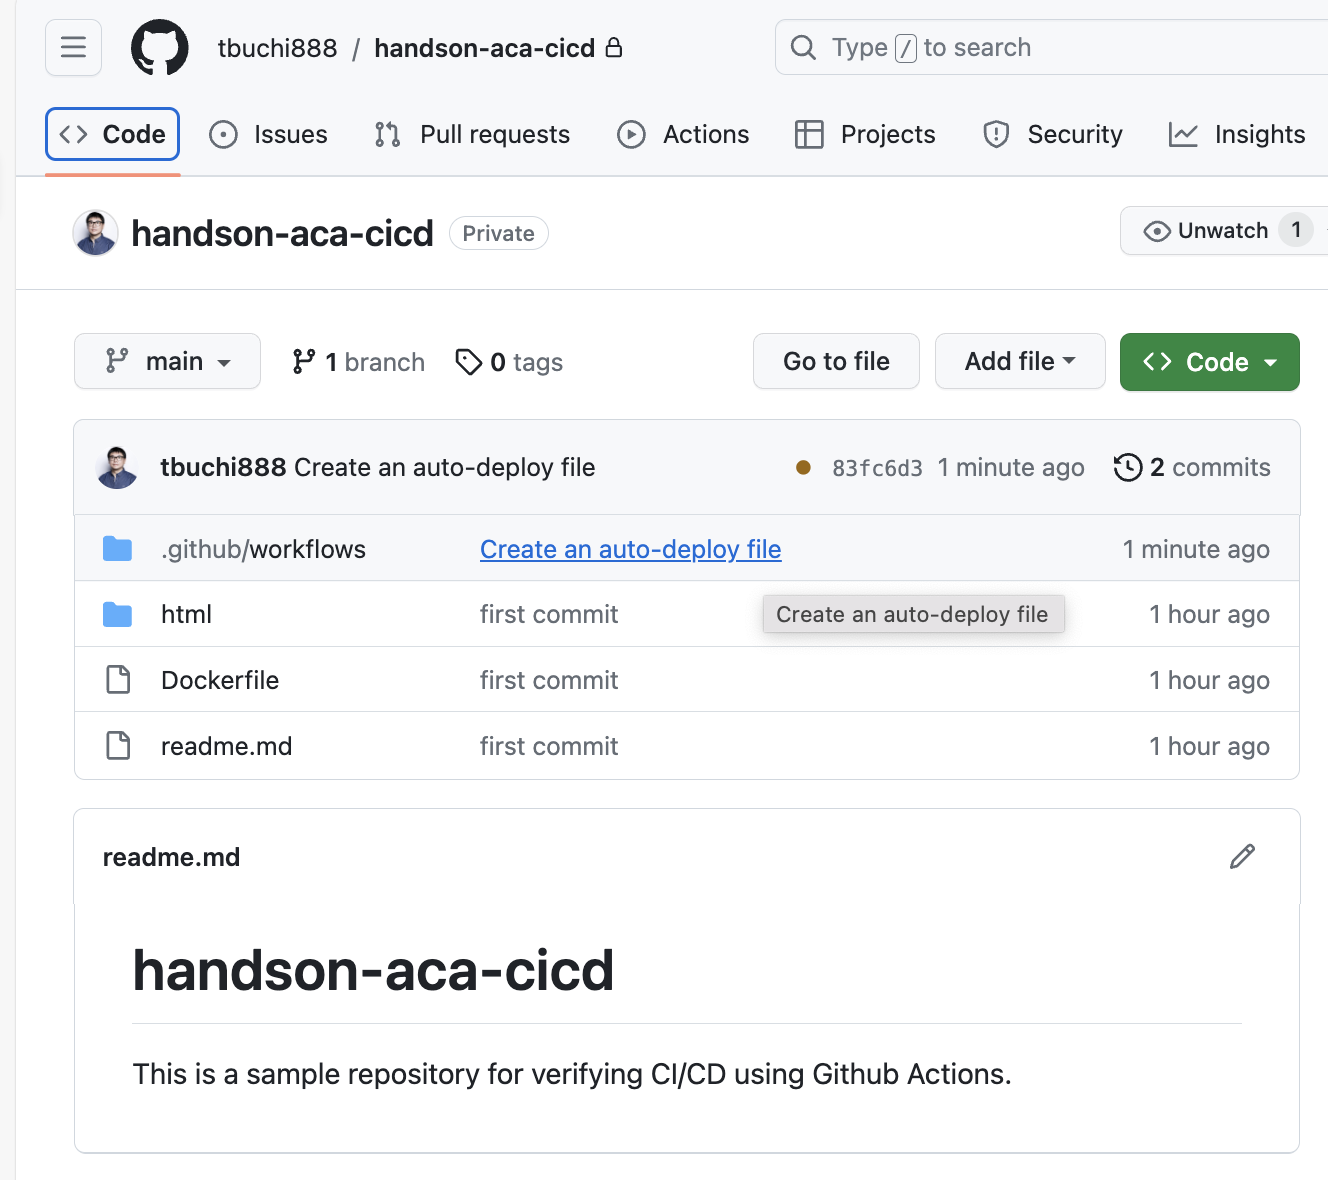 tbuchi888 / handson-aca-cicd
Type / to search
Code Issues Pull requests Actions Projects Security Insights
handson-aca-cicd Private
Unwatch 1
main 1 branch 0 tags Go to file Add file Code
tbuchi888 Create an auto-deploy file 83fc6d3 1 minute ago 2 commits
.github/workflows Create an auto-deploy file 1 minute ago
html first commit 1 hour ago
Create an auto-deploy file
Dockerfile first commit 1 hour ago
readme.md first commit 1 hour ago
readme.md
handson-aca-cicd
This is a sample repository for verifying CI/CD using Github Actions.